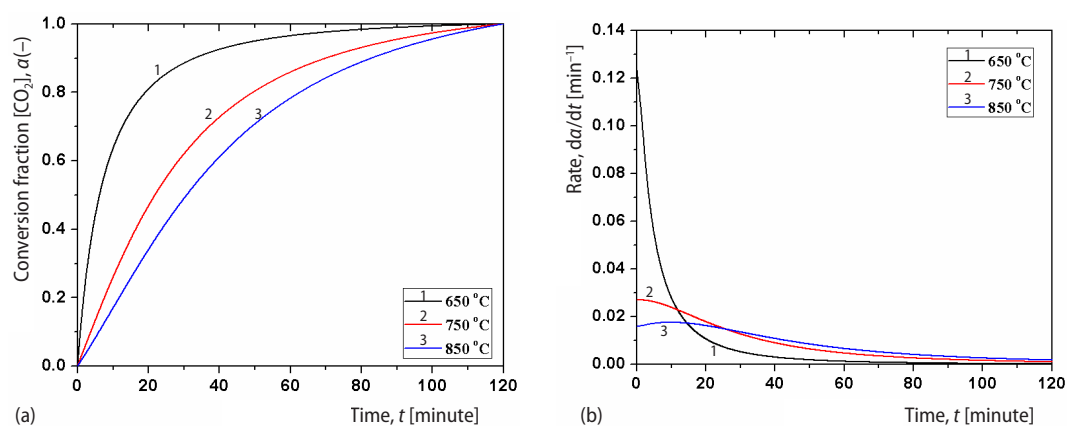 Conversion fraction [CO₂], α(–)
1.0
0.8
0.6
0.4
0.2
0.0
1
2
3
1 650 °C
2 750 °C
3 850 °C
0 20 40 60 80 100 120
(a) Time, t [minute]
Rate, dα/dt [min⁻¹]
0.14
0.12
0.10
0.08
0.06
0.04
0.02
0.00
1 650 °C
2 750 °C
3 850 °C
2
3
1
0 20 40 60 80 100 120
(b) Time, t [minute]